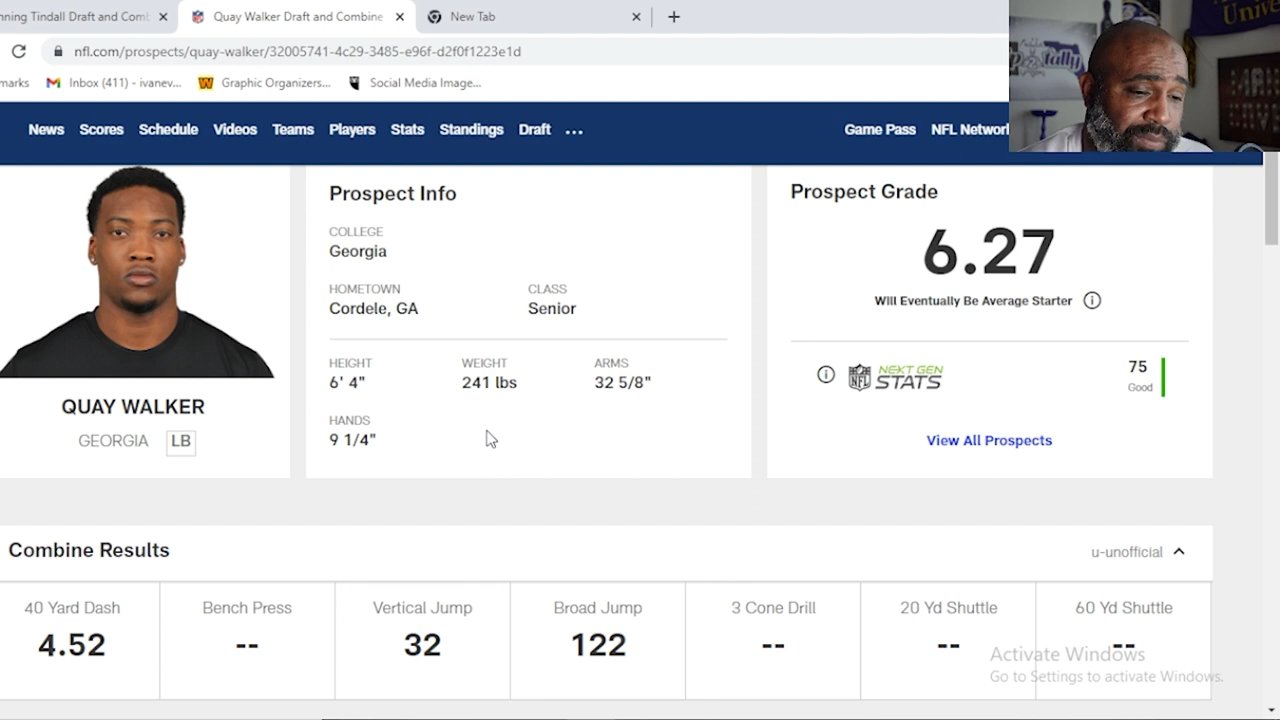 nning Tindall Draft and Comb
Quay Walker Draft and Combine
New Tab
nfl.com/prospects/quay-walker/32005741-4c29-3485-e96f-d2f0f1223e1d
marks
Inbox (411) - ivanev...
Graphic Organizers...
Social Media Image...
News Scores Schedule Videos Teams Players Stats Standings Draft ...
Game Pass NFL Network
Prospect Info
COLLEGE
Georgia
HOMETOWN CLASS
Cordele, GA Senior
HEIGHT WEIGHT ARMS
6' 4" 241 lbs 32 5/8"
HANDS
9 1/4"
QUAY WALKER
GEORGIA LB
Prospect Grade
6.27
Will Eventually Be Average Starter
NFL NEXT GEN STATS
75
Good
View All Prospects
Combine Results
u-unofficial
40 Yard Dash Bench Press Vertical Jump Broad Jump 3 Cone Drill 20 Yd Shuttle 60 Yd Shuttle
4.52 -- 32 122 -- -- --
Activate Windows
Go to Settings to activate Windows.